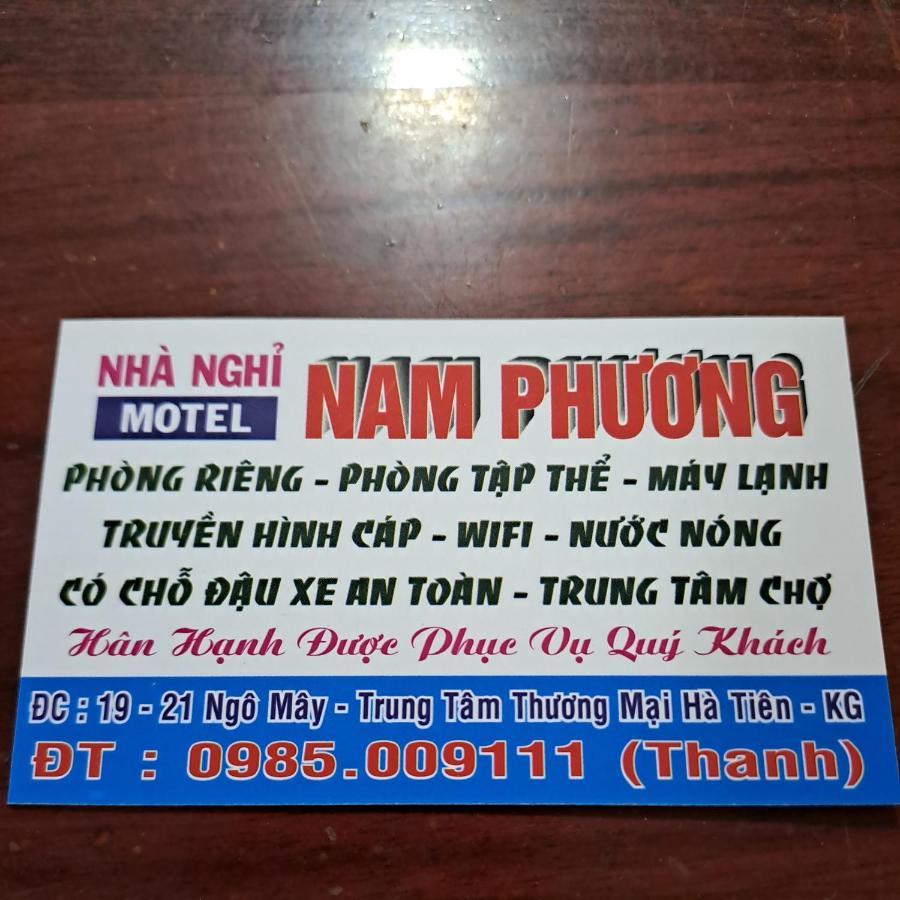 NHÀ NGHỈ
MOTEL
NAM PHƯƠNG
PHÒNG RIÊNG - PHÒNG TẬP THỂ - MÁY LẠNH
TRUYỀN HÌNH CÁP - WIFI - NƯỚC NÓNG
CÓ CHỖ ĐẬU XE AN TOÀN - TRUNG TÂM CHỢ
Hân Hạnh Được Phục Vụ Quý Khách
ĐC : 19 - 21 Ngô Mây - Trung Tâm Thương Mại Hà Tiên - KG
ĐT : 0985.009111 (Thanh)